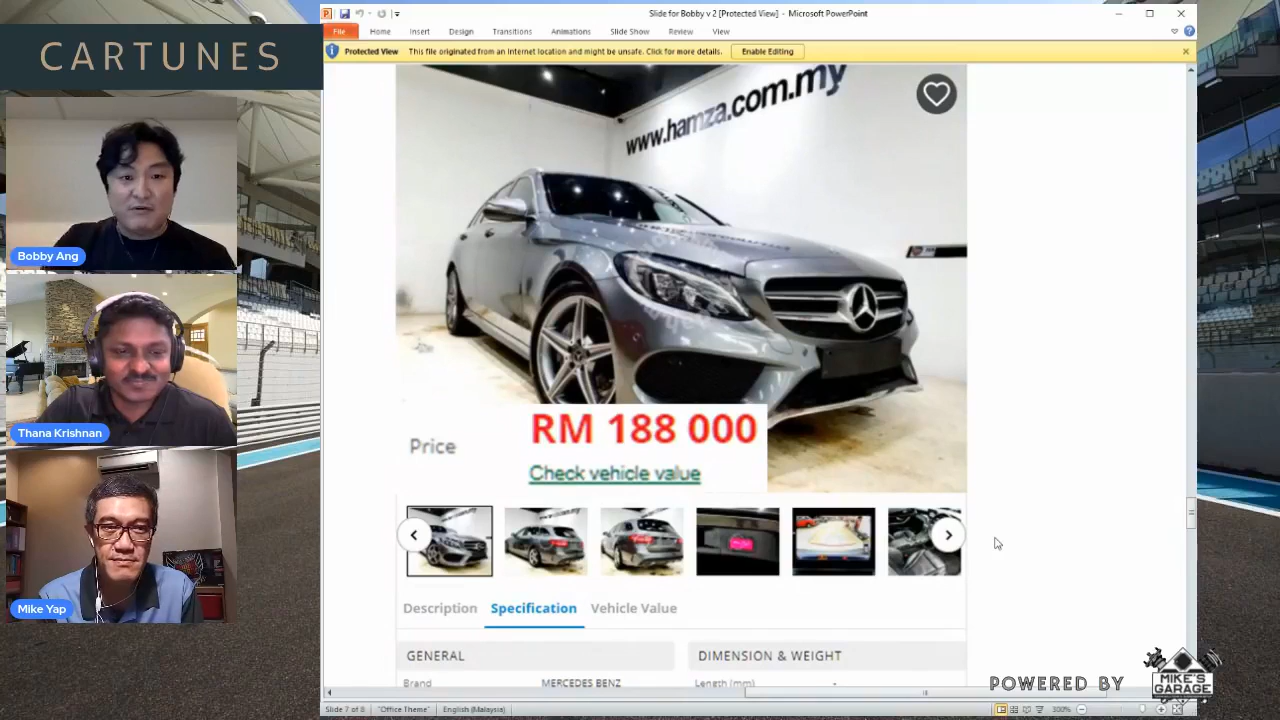 Slide for Bobby v 2 [Protected View] - Microsoft PowerPoint
File Home Insert Design Transitions Animations Slide Show Review View
Protected View This file originated from an Internet location and might be unsafe. Click for more details. Enable Editing
CARTUNES
www.hamza.com.my
Bobby Ang
Thana Krishnan
Mike Yap
Price
RM 188 000
Check vehicle value
Description Specification Vehicle Value
GENERAL
DIMENSION & WEIGHT
Brand MERCEDES BENZ
Length (mm) -
POWERED BY
MIKE'S
GARAGE
Slide 7 of 8 "Office Theme" English (Malaysia)
300%